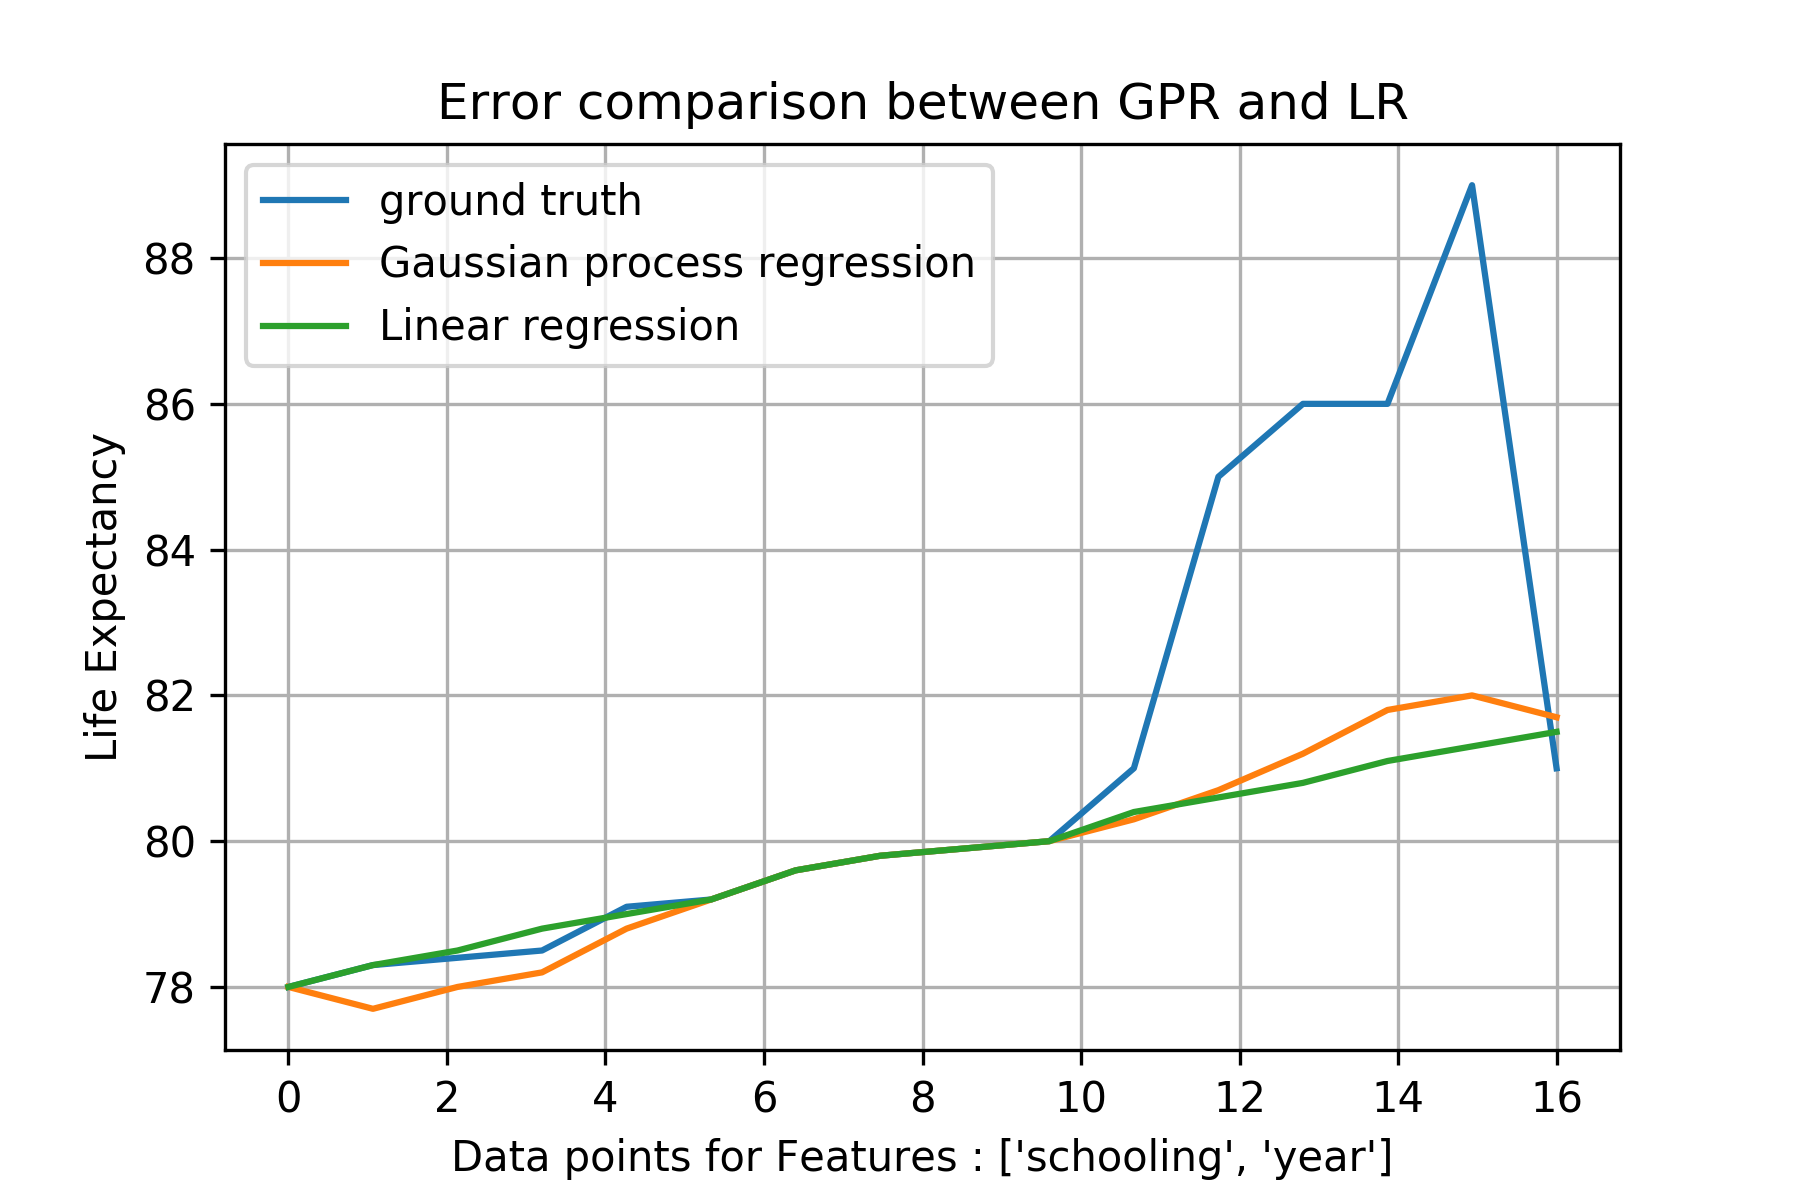 Error comparison between GPR and LR
ground truth
Gaussian process regression
Linear regression
88
86
84
82
80
78
Life Expectancy
0 2 4 6 8 10 12 14 16
Data points for Features : ['schooling', 'year']